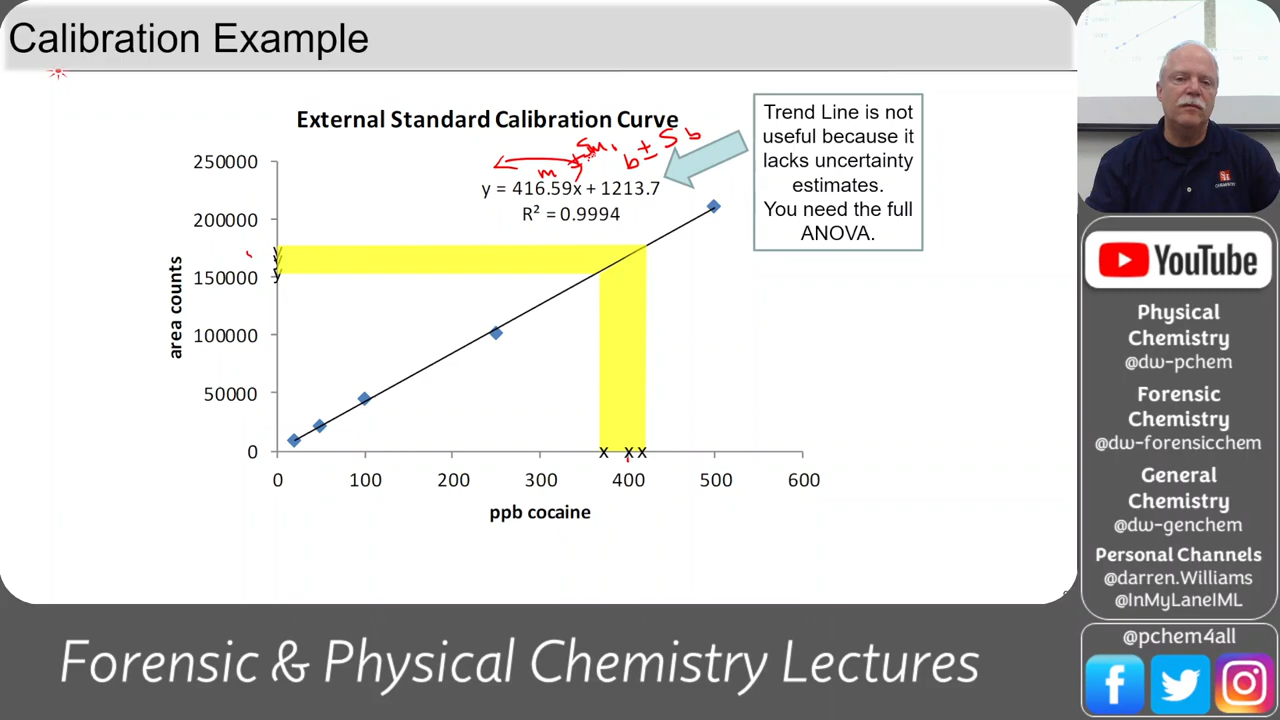 Calibration Example
External Standard Calibration Curve
m ± Sm,
b ± Sb
y = 416.59x + 1213.7
R² = 0.9994
Trend Line is not
useful because it
lacks uncertainty
estimates.
You need the full
ANOVA.
250000
200000
150000
100000
50000
0
area counts
y
y
y
x
x
x
0
100
200
300
400
500
600
ppb cocaine
CHEMISTRY
YouTube
Physical
Chemistry
@dw-pchem
Forensic
Chemistry
@dw-forensicchem
General
Chemistry
@dw-genchem
Personal Channels
@darren.Williams
@InMyLaneIML
@pchem4all
Forensic & Physical Chemistry Lectures